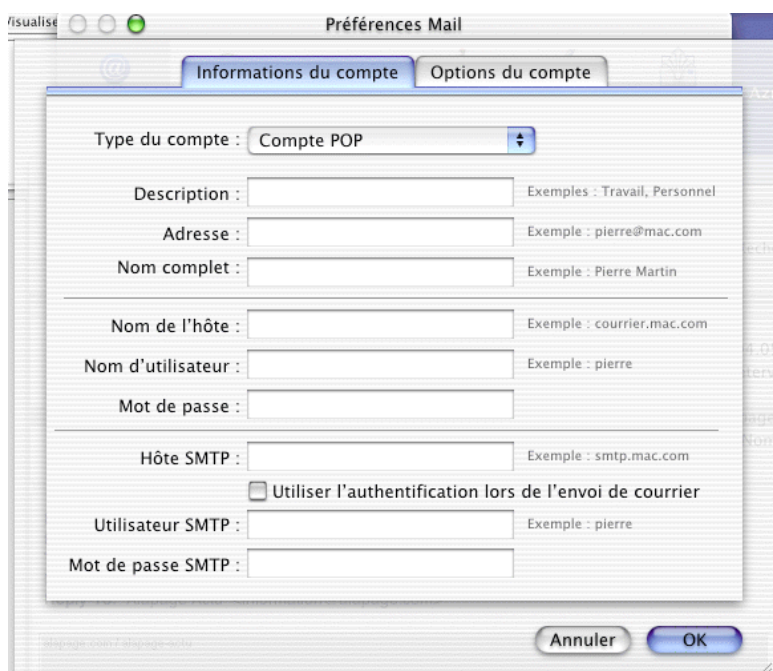 Visualise
Préférences Mail
Informations du compte
Options du compte
Type du compte : Compte POP
Description : Exemples : Travail, Personnel
Adresse : Exemple : pierre@mac.com
Nom complet : Exemple : Pierre Martin
Nom de l'hôte : Exemple : courrier.mac.com
Nom d'utilisateur : Exemple : pierre
Mot de passe :
Hôte SMTP : Exemple : smtp.mac.com
Utiliser l'authentification lors de l'envoi de courrier
Utilisateur SMTP : Exemple : pierre
Mot de passe SMTP :
Annuler
OK